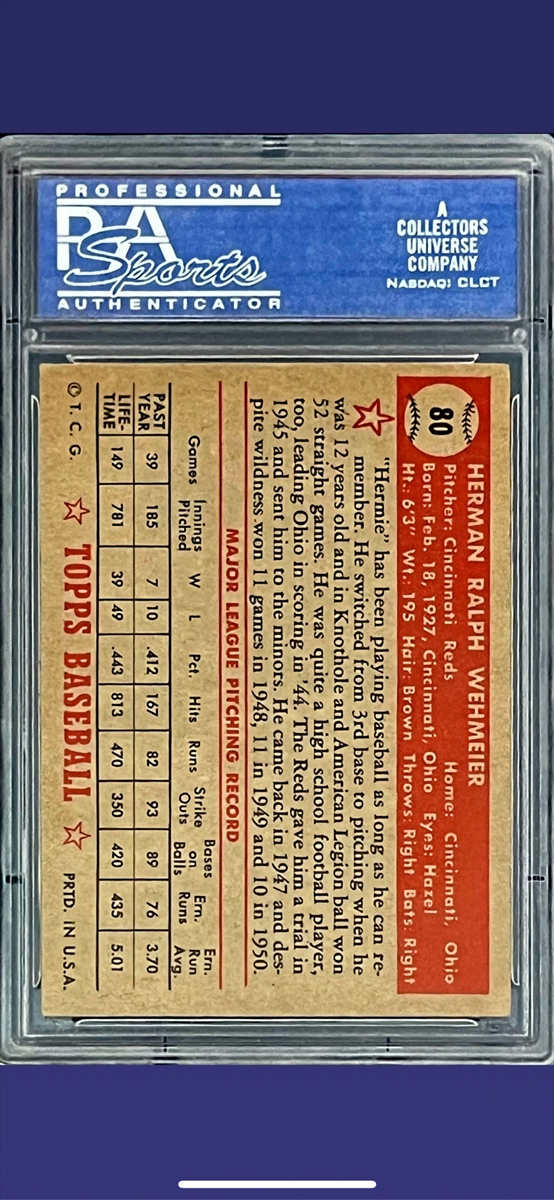 PROFESSIONAL
PSA
Sports
AUTHENTICATOR
A
COLLECTORS
UNIVERSE
COMPANY
NASDAQ: CLCT
80
HERMAN RALPH WEHMEIER
Pitcher: Cincinnati Reds Home: Cincinnati, Ohio
Born: Feb. 18, 1927, Cincinnati, Ohio Eyes: Hazel
Ht.: 6'3" Wt.: 195 Hair: Brown Throws: Right Bats: Right
"Hermie" has been playing baseball as long as he can re-
member. He switched from 3rd base to pitching when he
was 12 years old and in Knothole and American Legion ball won
52 straight games. He was quite a high school football player,
too, leading Ohio in scoring in '44. The Reds gave him a trial in
1945 and sent him to the minors. He came back in 1947 and des-
pite wildness won 11 games in 1948, 11 in 1949 and 10 in 1950.
MAJOR LEAGUE PITCHING RECORD
Games Innings Pitched W L Pct. Hits Runs Strike Outs Bases on Balls Ern. Runs Ern. Run Avg.
PAST YEAR 39 185 7 10 .412 167 82 93 89 76 3.70
LIFE-TIME 149 781 39 49 .443 813 470 350 420 435 5.01
© T. C. G. TOPPS BASEBALL PRTD. IN U.S.A.